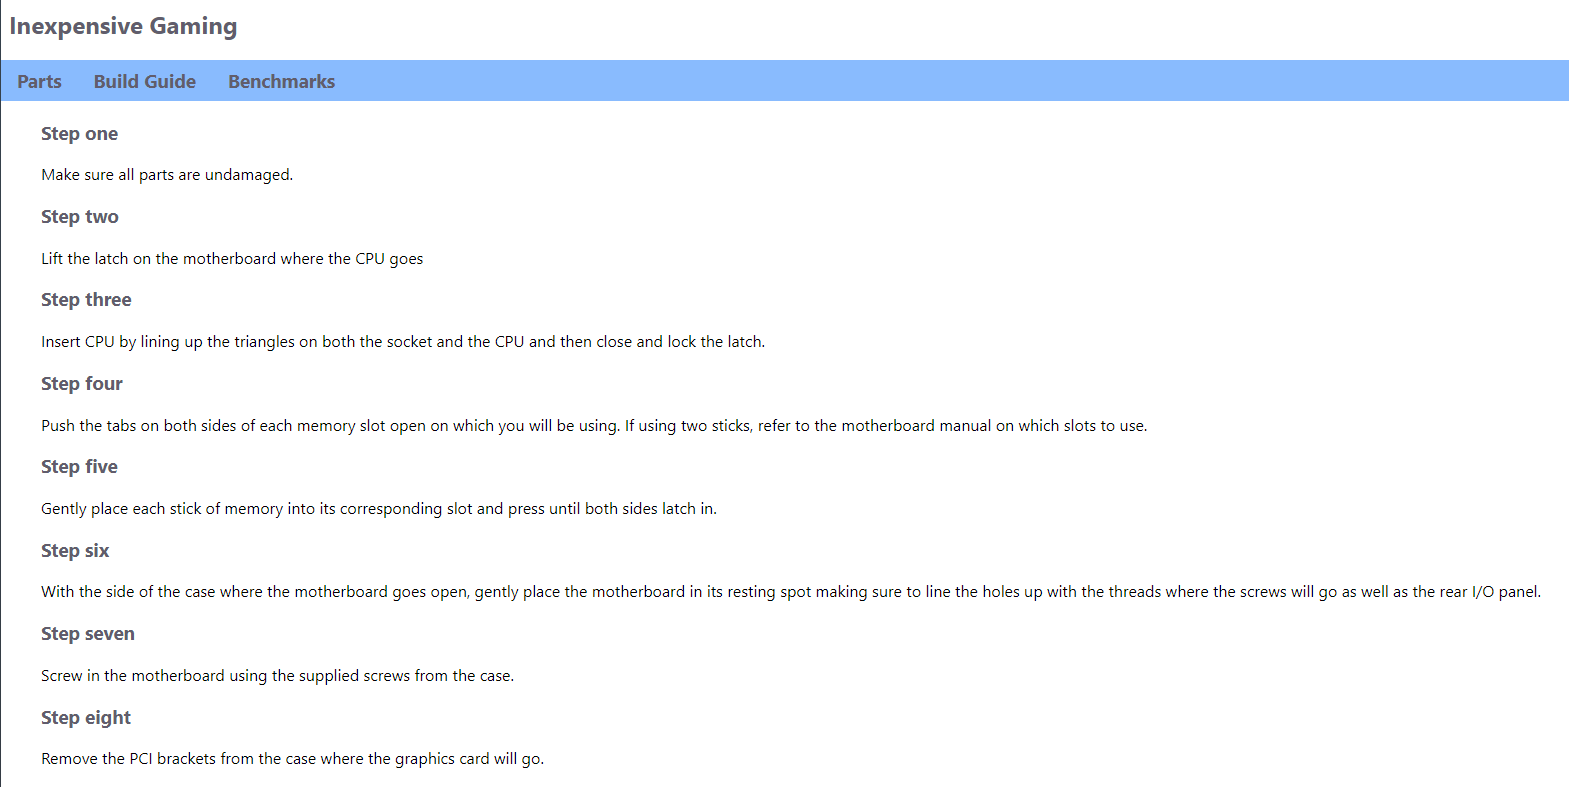 Inexpensive Gaming
Parts Build Guide Benchmarks
Step one
Make sure all parts are undamaged.
Step two
Lift the latch on the motherboard where the CPU goes
Step three
Insert CPU by lining up the triangles on both the socket and the CPU and then close and lock the latch.
Step four
Push the tabs on both sides of each memory slot open on which you will be using. If using two sticks, refer to the motherboard manual on which slots to use.
Step five
Gently place each stick of memory into its corresponding slot and press until both sides latch in.
Step six
With the side of the case where the motherboard goes open, gently place the motherboard in its resting spot making sure to line the holes up with the threads where the screws will go as well as the rear I/O panel.
Step seven
Screw in the motherboard using the supplied screws from the case.
Step eight
Remove the PCI brackets from the case where the graphics card will go.